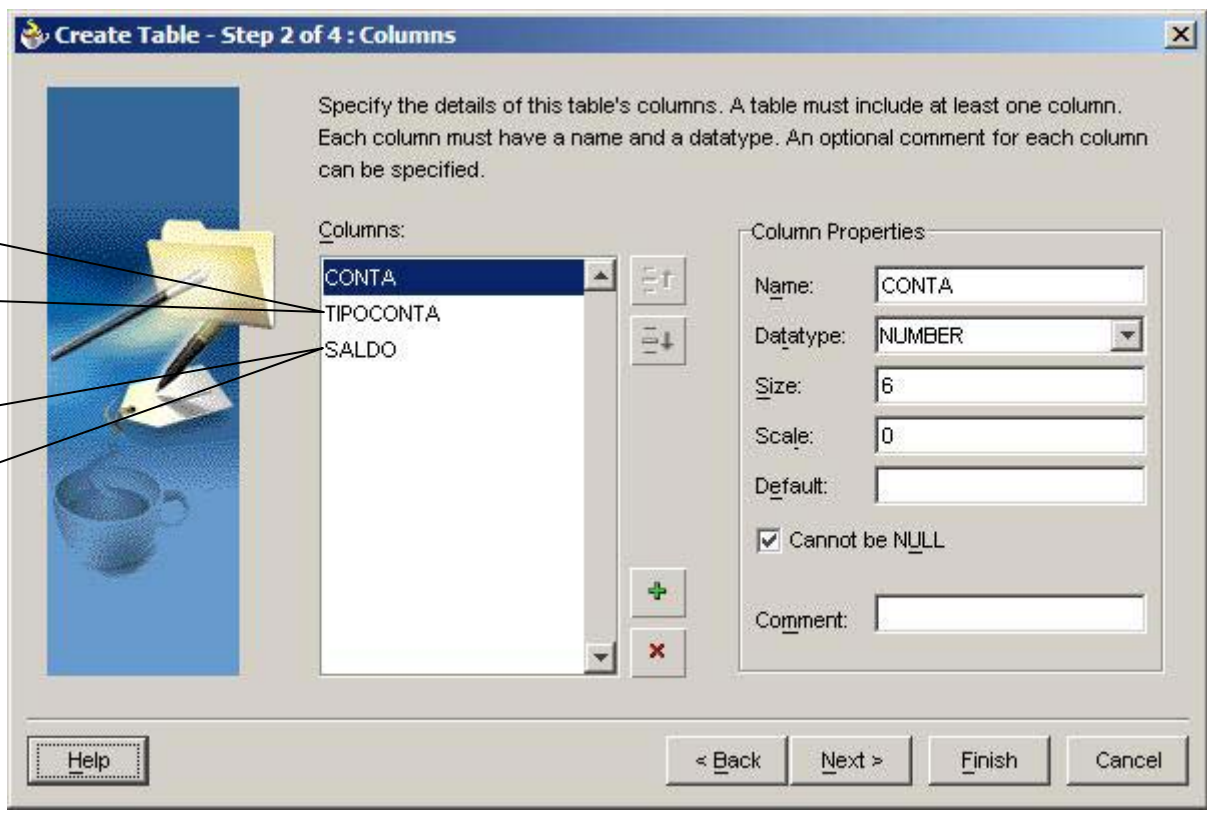 Create Table - Step 2 of 4 : Columns
Specify the details of this table's columns. A table must include at least one column.
Each column must have a name and a datatype. An optional comment for each column
can be specified.
Columns:
CONTA
TIPOCONTA
SALDO
Column Properties
Name: CONTA
Datatype: NUMBER
Size: 6
Scale: 0
Default:
Cannot be NULL
Comment:
Help < Back Next > Finish Cancel